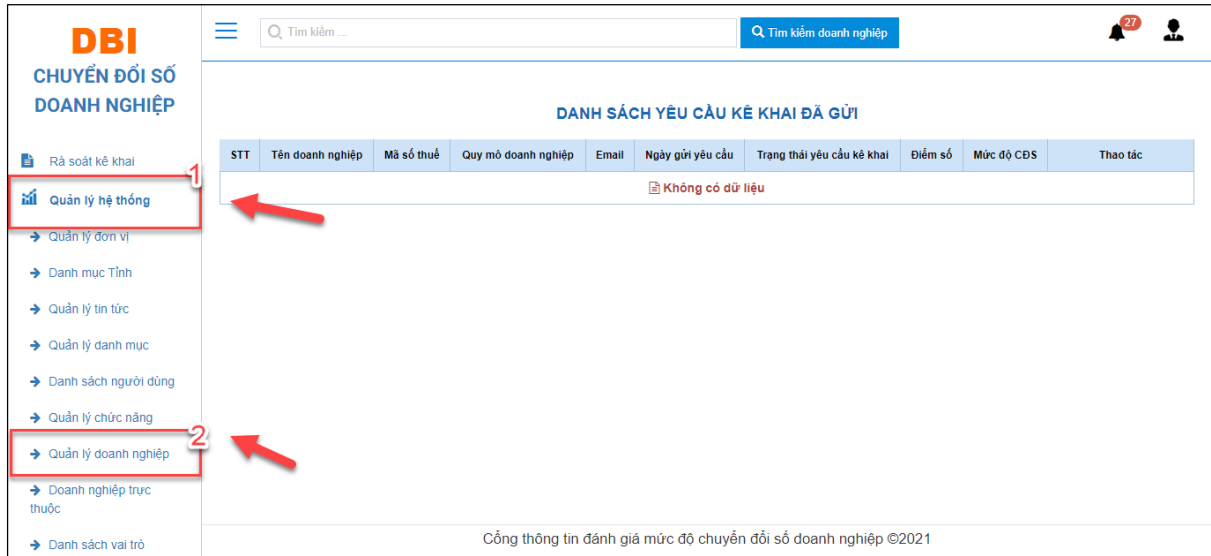 DBI
CHUYỂN ĐỔI SỐ
DOANH NGHIỆP
Rà soát kê khai
1
Quản lý hệ thống
Quản lý đơn vị
Danh mục Tỉnh
Quản lý tin tức
Quản lý danh mục
Danh sách người dùng
Quản lý chức năng
2
Quản lý doanh nghiệp
Doanh nghiệp trực
thuộc
Danh sách vai trò
Tìm kiếm ...
Tìm kiếm doanh nghiệp
27
DANH SÁCH YÊU CẦU KÊ KHAI ĐÃ GỬI
STT Tên doanh nghiệp Mã số thuế Quy mô doanh nghiệp Email Ngày gửi yêu cầu Trạng thái yêu cầu kê khai Điểm số Mức độ CĐS Thao tác
Không có dữ liệu
Cổng thông tin đánh giá mức độ chuyển đổi số doanh nghiệp ©2021